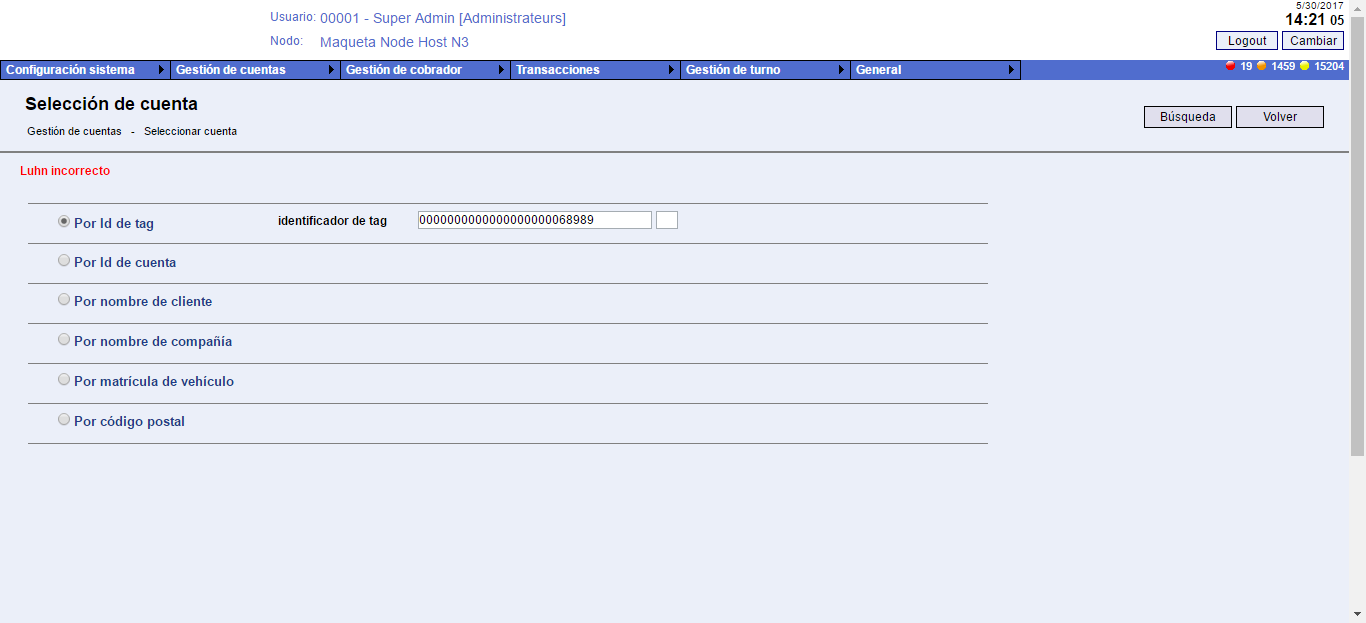 Usuario: 00001 - Super Admin [Administrateurs]
5/30/2017
14:21 05
Nodo: Maqueta Node Host N3
Logout Cambiar
Configuración sistema Gestión de cuentas Gestión de cobrador Transacciones Gestión de turno General 19 1459 15204
Selección de cuenta
Búsqueda Volver
Gestión de cuentas - Seleccionar cuenta
Luhn incorrecto
Por Id de tag identificador de tag 0000000000000000000068989
Por Id de cuenta
Por nombre de cliente
Por nombre de compañía
Por matrícula de vehículo
Por código postal